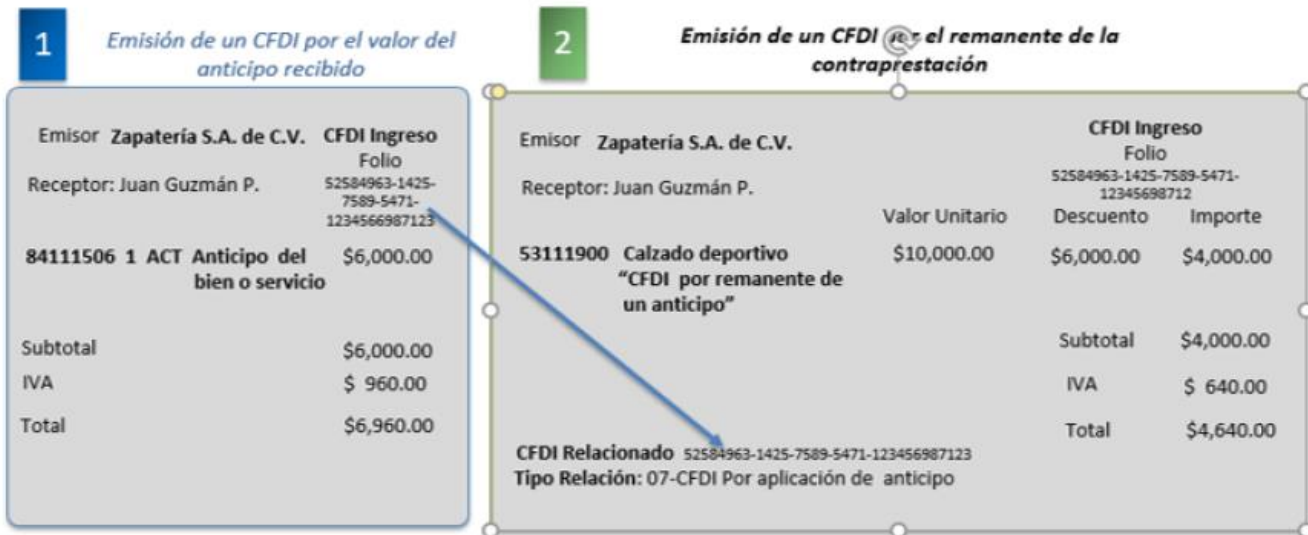 1
Emisión de un CFDI por el valor del
anticipo recibido
Emisor Zapatería S.A. de C.V. CFDI Ingreso
Folio
Receptor: Juan Guzmán P. 52584963-1425-
7589-5471-
1234566987123
84111506 1 ACT Anticipo del $6,000.00
bien o servicio
Subtotal $6,000.00
IVA $ 960.00
Total $6,960.00
2
Emisión de un CFDI el remanente de la
contraprestación
Emisor Zapatería S.A. de C.V. CFDI Ingreso
Folio
Receptor: Juan Guzmán P. 52584963-1425-7589-5471-
12345698712
Valor Unitario Descuento Importe
53111900 Calzado deportivo $10,000.00 $6,000.00 $4,000.00
“CFDI por remanente de
un anticipo”
Subtotal $4,000.00
IVA $ 640.00
Total $4,640.00
CFDI Relacionado 52584963-1425-7589-5471-123456987123
Tipo Relación: 07-CFDI Por aplicación de anticipo